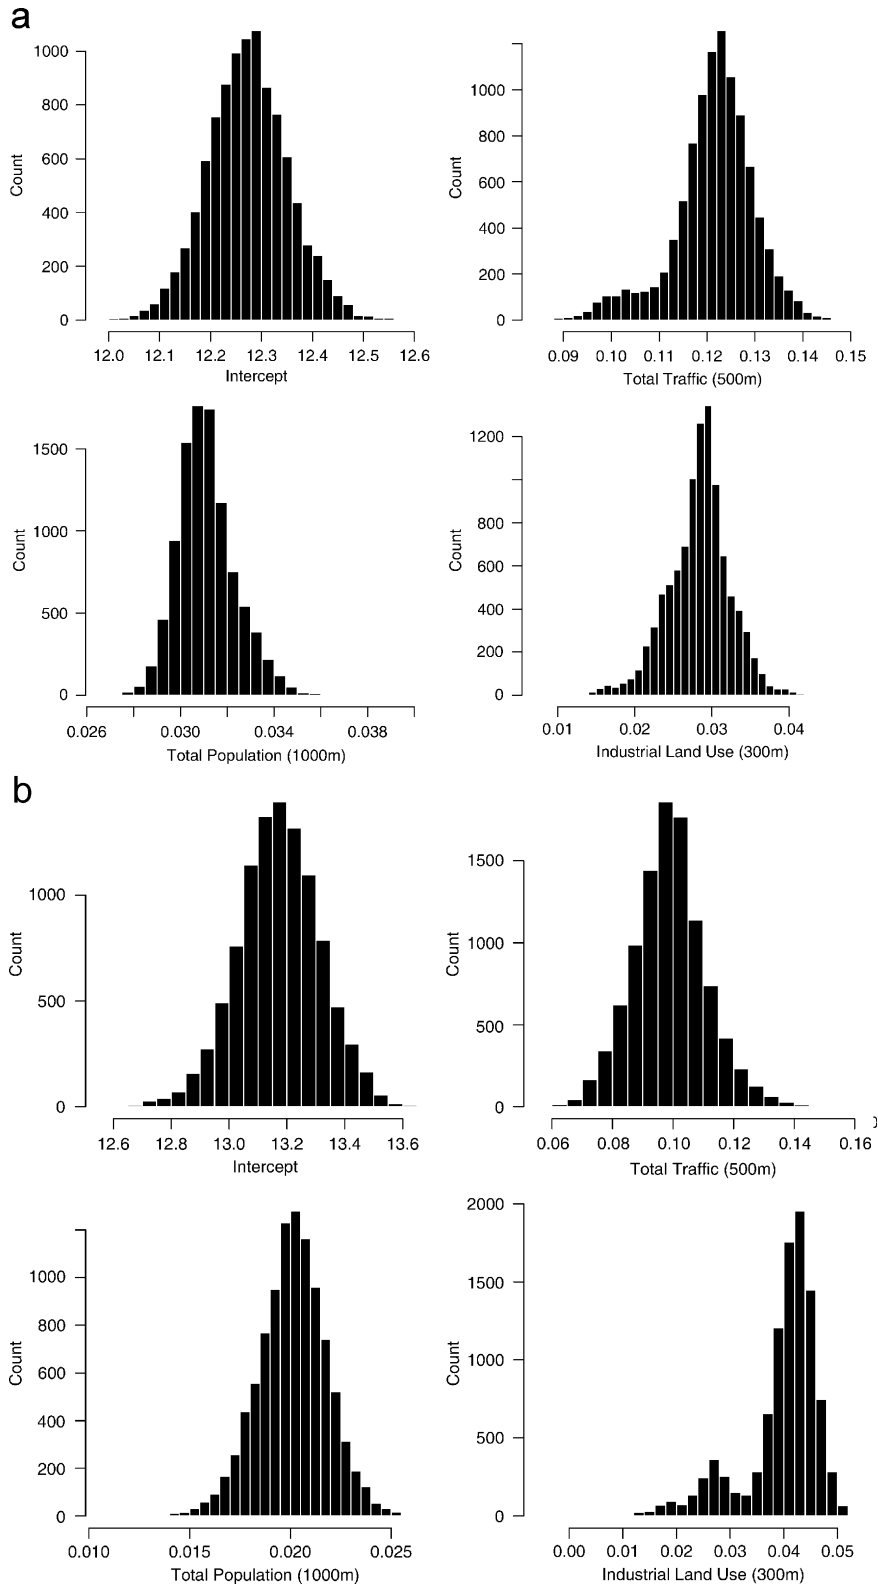 a
Count
1000
800
600
400
200
0
12.0 12.1 12.2 12.3 12.4 12.5 12.6
Intercept
Count
1000
800
600
400
200
0
0.09 0.10 0.11 0.12 0.13 0.14 0.15
Total Traffic (500m)
Count
1500
1000
500
0
0.026 0.030 0.034 0.038
Total Population (1000m)
Count
1200
800
600
400
200
0
0.01 0.02 0.03 0.04
Industrial Land Use (300m)
b
Count
1000
500
0
12.6 12.8 13.0 13.2 13.4 13.6
Intercept
Count
1500
1000
500
0
0.06 0.08 0.10 0.12 0.14 0.16
Total Traffic (500m)
Count
1000
800
600
400
200
0
0.010 0.015 0.020 0.025
Total Population (1000m)
Count
2000
1500
1000
500
0
0.00 0.01 0.02 0.03 0.04 0.05
Industrial Land Use (300m)